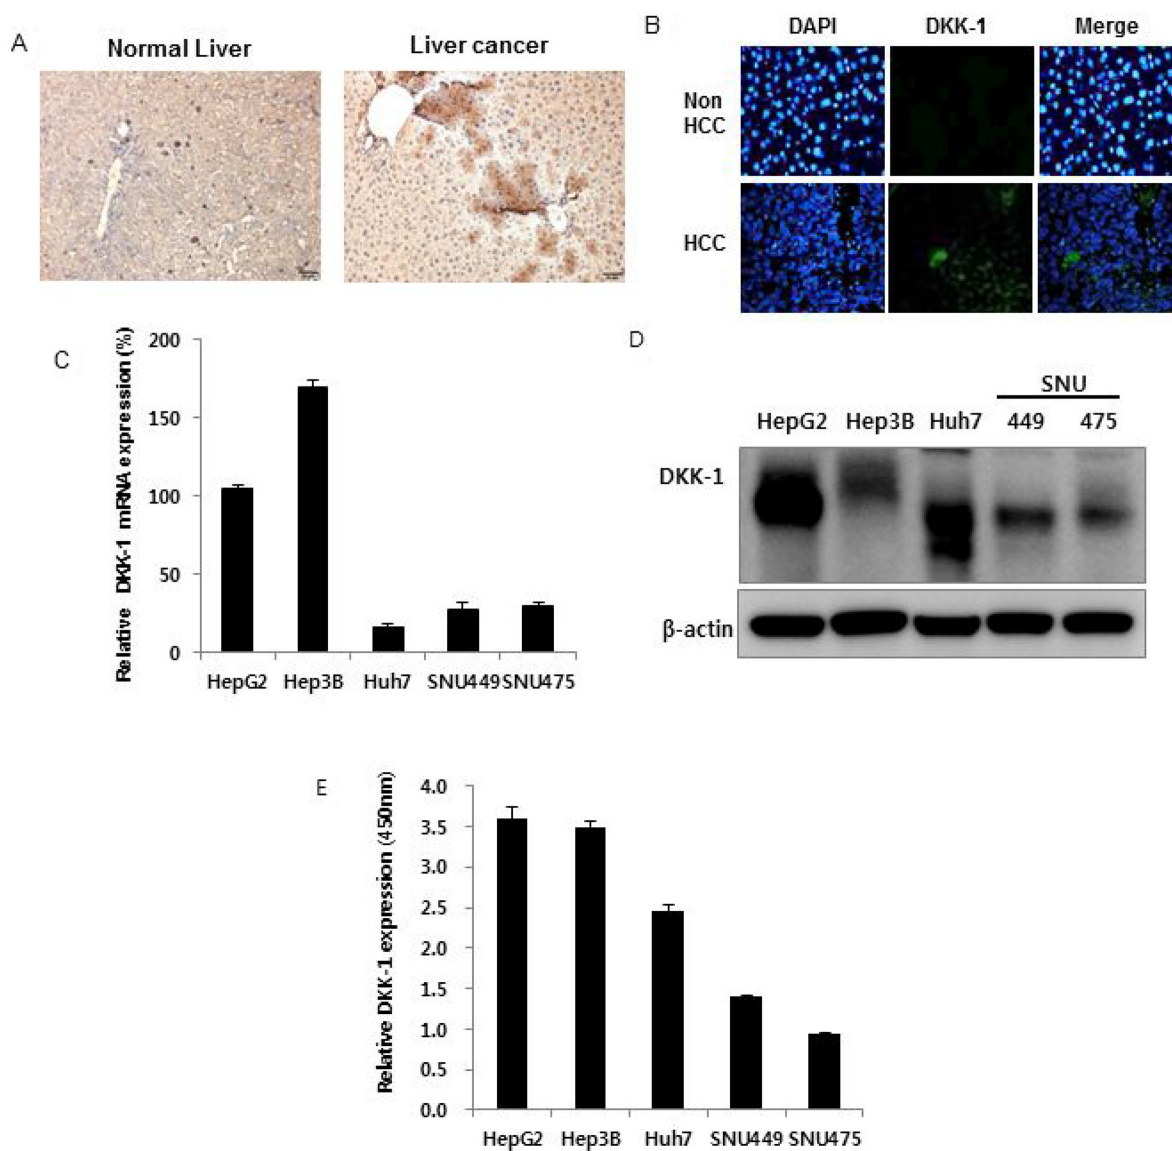 A
Normal Liver
Liver cancer
B
DAPI
DKK-1
Merge
Non
HCC
HCC
C
Relative DKK-1 mRNA expression (%)
200
150
100
50
0
HepG2
Hep3B
Huh7
SNU449
SNU475
D
SNU
HepG2
Hep3B
Huh7
449
475
DKK-1
β-actin
E
Relative DKK-1 expression (450nm)
4.0
3.5
3.0
2.5
2.0
1.5
1.0
0.5
0.0
HepG2
Hep3B
Huh7
SNU449
SNU475